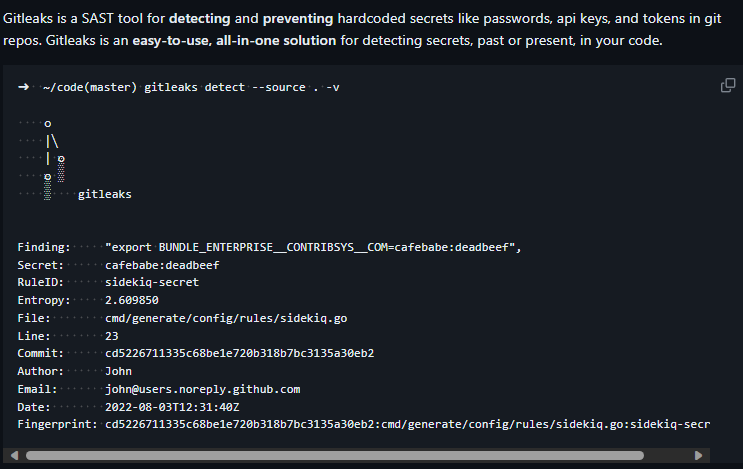 Gitleaks is a SAST tool for detecting and preventing hardcoded secrets like passwords, api keys, and tokens in git
repos. Gitleaks is an easy-to-use, all-in-one solution for detecting secrets, past or present, in your code.
➜ ~/code(master) gitleaks detect --source . -v
○
│╲
│ ○
○ ░
░ gitleaks
Finding: "export BUNDLE_ENTERPRISE__CONTRIBSYS__COM=cafebabe:deadbeef",
Secret: cafebabe:deadbeef
RuleID: sidekiq-secret
Entropy: 2.609850
File: cmd/generate/config/rules/sidekiq.go
Line: 23
Commit: cd5226711335c68be1e720b318b7bc3135a30eb2
Author: John
Email: john@users.noreply.github.com
Date: 2022-08-03T12:31:40Z
Fingerprint: cd5226711335c68be1e720b318b7bc3135a30eb2:cmd/generate/config/rules/sidekiq.go:sidekiq-secr